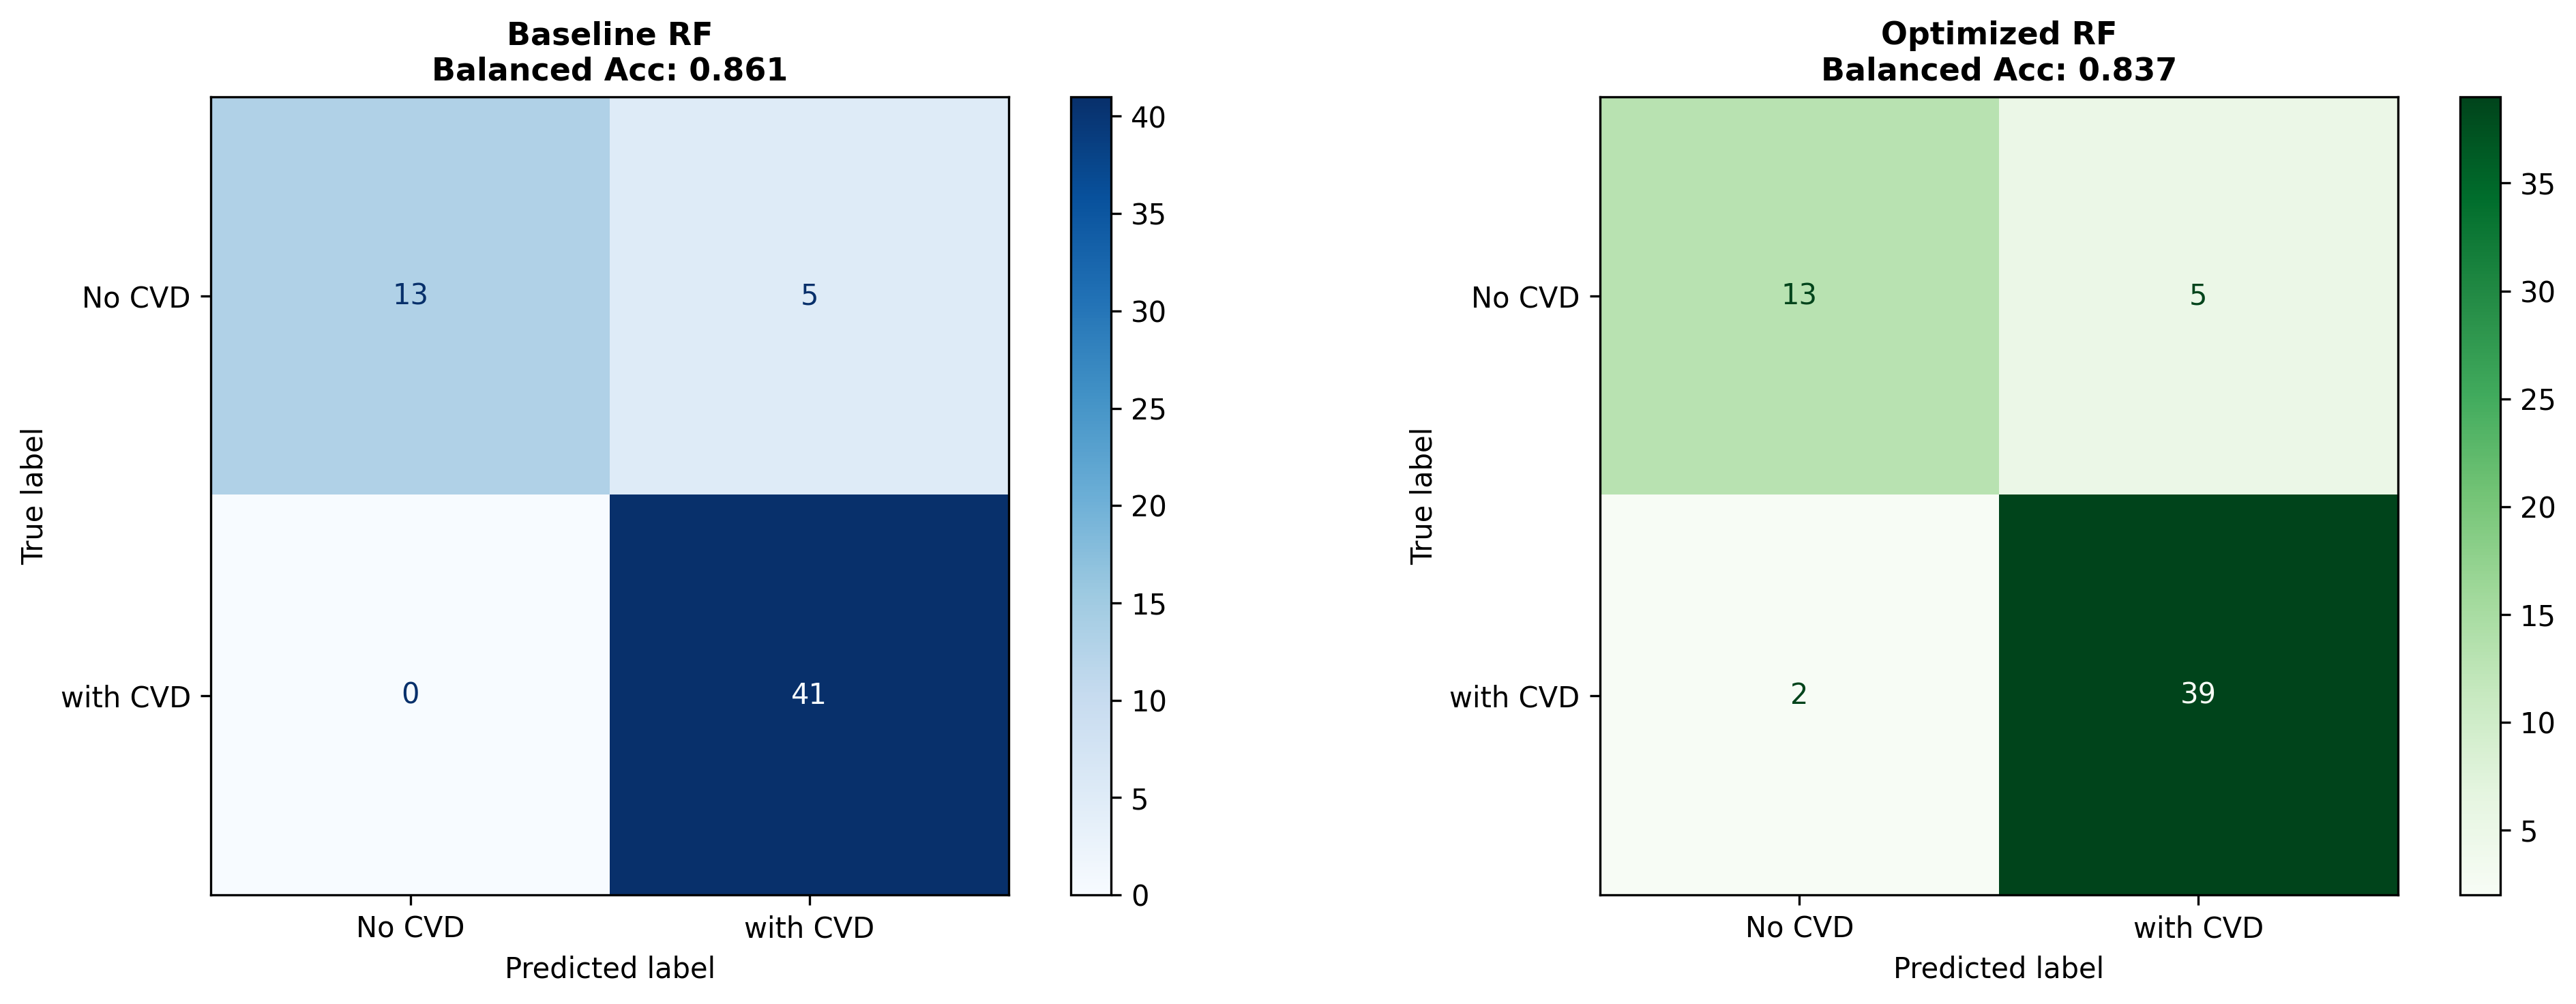 Baseline RF
Balanced Acc: 0.861
True label
No CVD
with CVD
13
5
0
41
No CVD
with CVD
Predicted label
40
35
30
25
20
15
10
5
0
Optimized RF
Balanced Acc: 0.837
True label
No CVD
with CVD
13
5
2
39
No CVD
with CVD
Predicted label
35
30
25
20
15
10
5